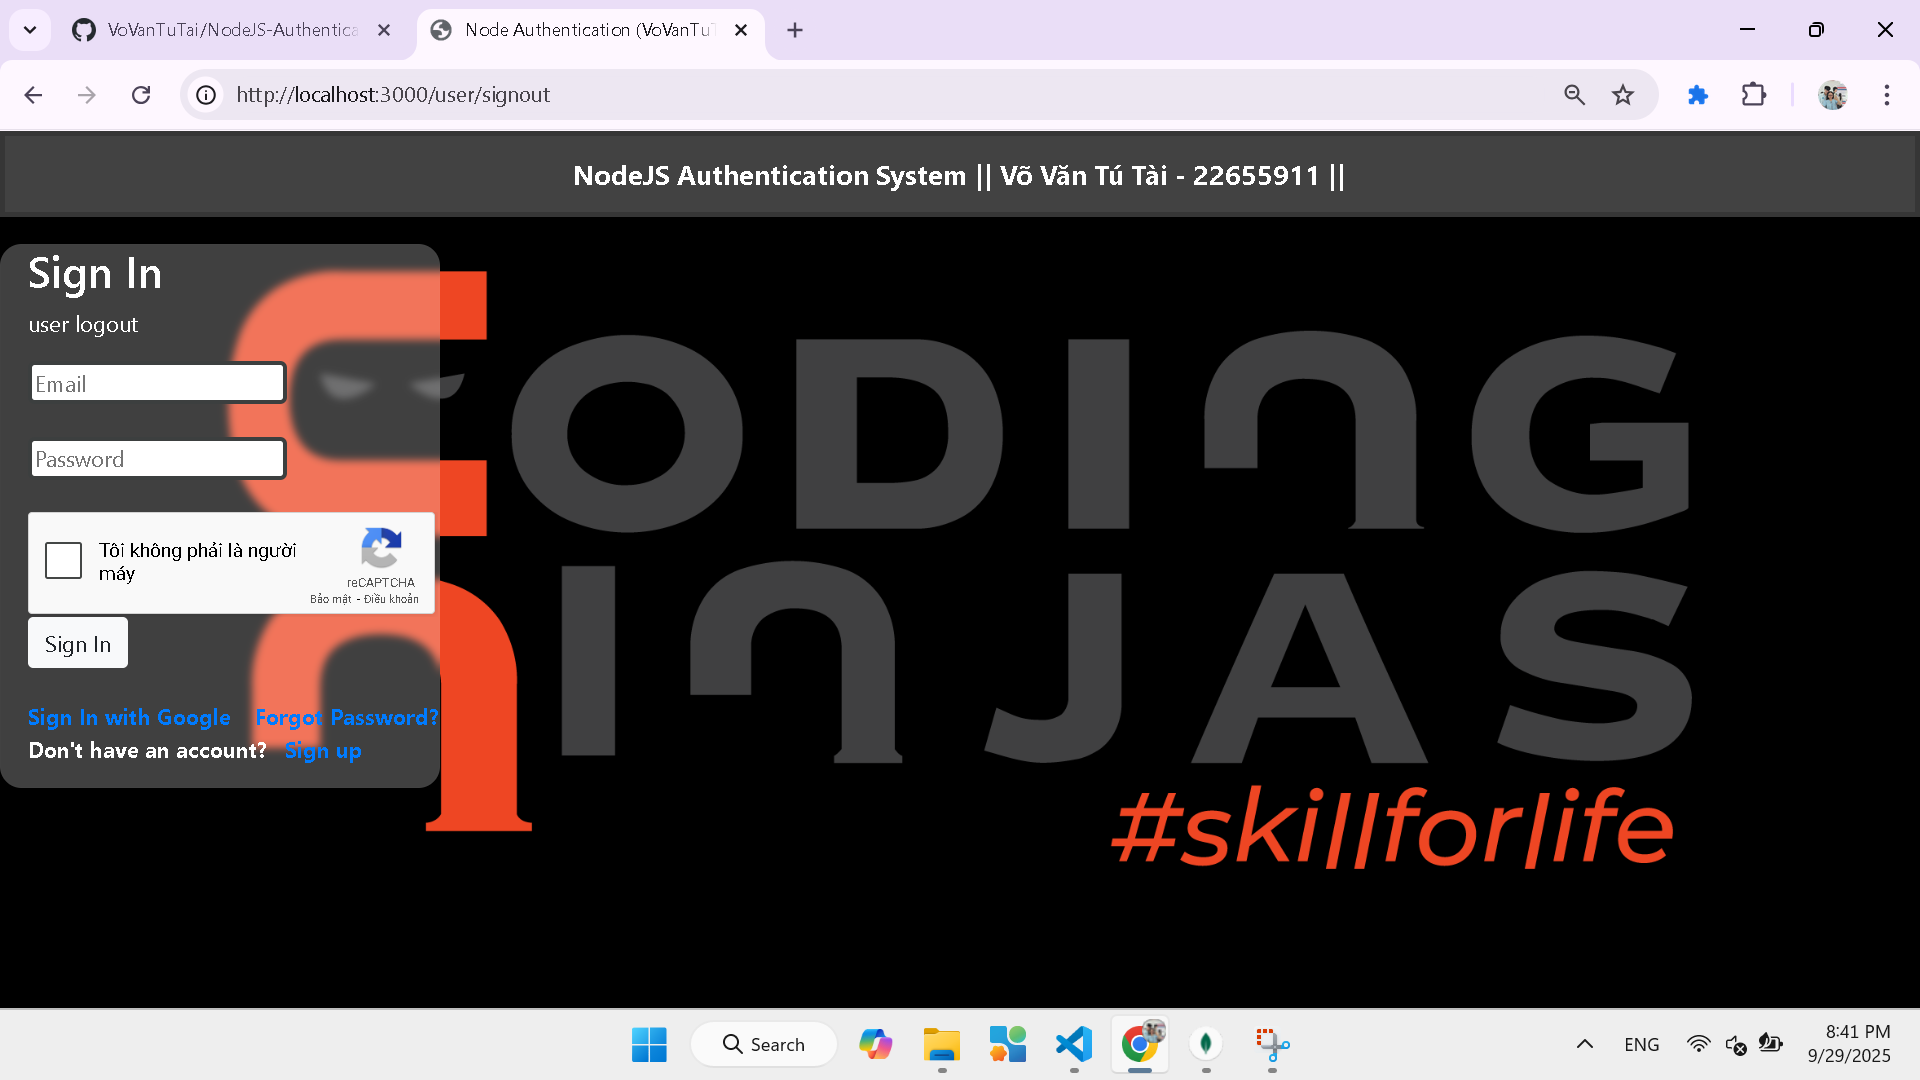 VoVanTuTai/NodeJS-Authentica
Node Authentication (VoVanTuT
http://localhost:3000/user/signout
NodeJS Authentication System || Võ Văn Tú Tài - 22655911 ||
Sign In
user logout
Email
Password
Tôi không phải là người
máy
reCAPTCHA
Bảo mật - Điều khoản
Sign In
Sign In with Google Forgot Password?
Don't have an account? Sign up
CODING
NINJAS
#skillforlife
Search
ENG
8:41 PM
9/29/2025